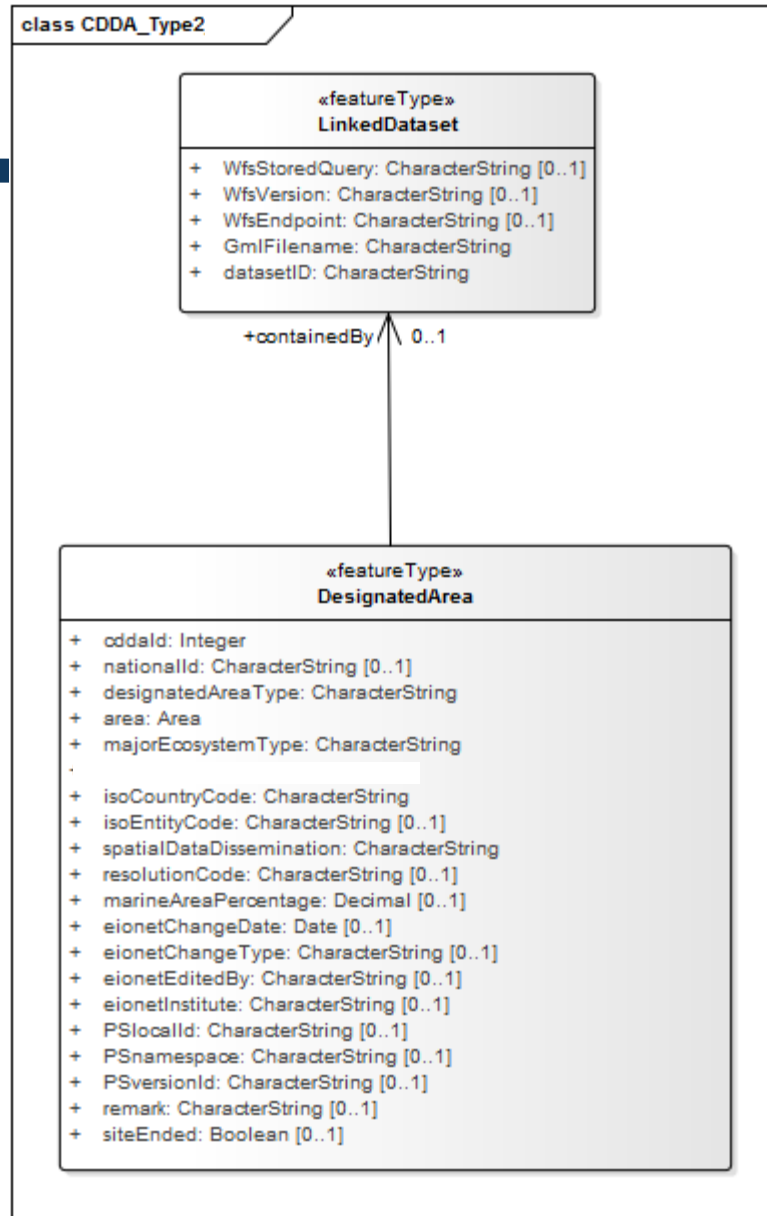 class CDDA_Type2
«featureType»
LinkedDataset
+ WfsStoredQuery: CharacterString [0..1]
+ WfsVersion: CharacterString [0..1]
+ WfsEndpoint: CharacterString [0..1]
+ GmlFilename: CharacterString
+ datasetID: CharacterString
+containedBy 0..1
«featureType»
DesignatedArea
+ cddaId: Integer
+ nationalId: CharacterString [0..1]
+ designatedAreaType: CharacterString
+ area: Area
+ majorEcosystemType: CharacterString
+ isoCountryCode: CharacterString
+ isoEntityCode: CharacterString [0..1]
+ spatialDataDissemination: CharacterString
+ resolutionCode: CharacterString [0..1]
+ marineAreaPercentage: Decimal [0..1]
+ eionetChangeDate: Date [0..1]
+ eionetChangeType: CharacterString [0..1]
+ eionetEditedBy: CharacterString [0..1]
+ eionetInstitute: CharacterString [0..1]
+ PSlocalId: CharacterString [0..1]
+ PSnamespace: CharacterString [0..1]
+ PSversionId: CharacterString [0..1]
+ remark: CharacterString [0..1]
+ siteEnded: Boolean [0..1]